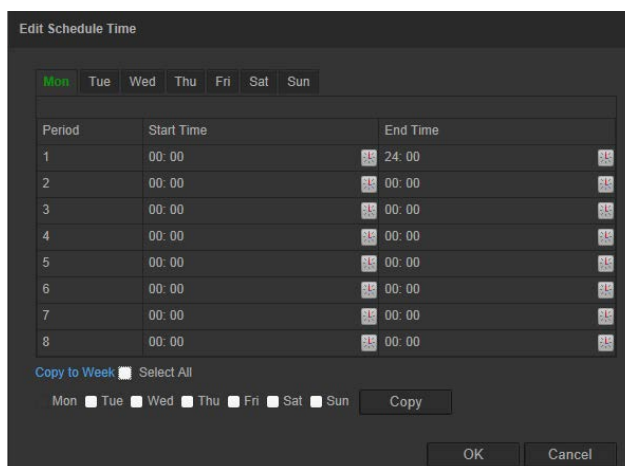 Edit Schedule Time
Mon Tue Wed Thu Fri Sat Sun
Period Start Time End Time
1 00: 00 24: 00
2 00: 00 00: 00
3 00: 00 00: 00
4 00: 00 00: 00
5 00: 00 00: 00
6 00: 00 00: 00
7 00: 00 00: 00
8 00: 00 00: 00
Copy to Week Select All
Mon Tue Wed Thu Fri Sat Sun Copy
OK Cancel